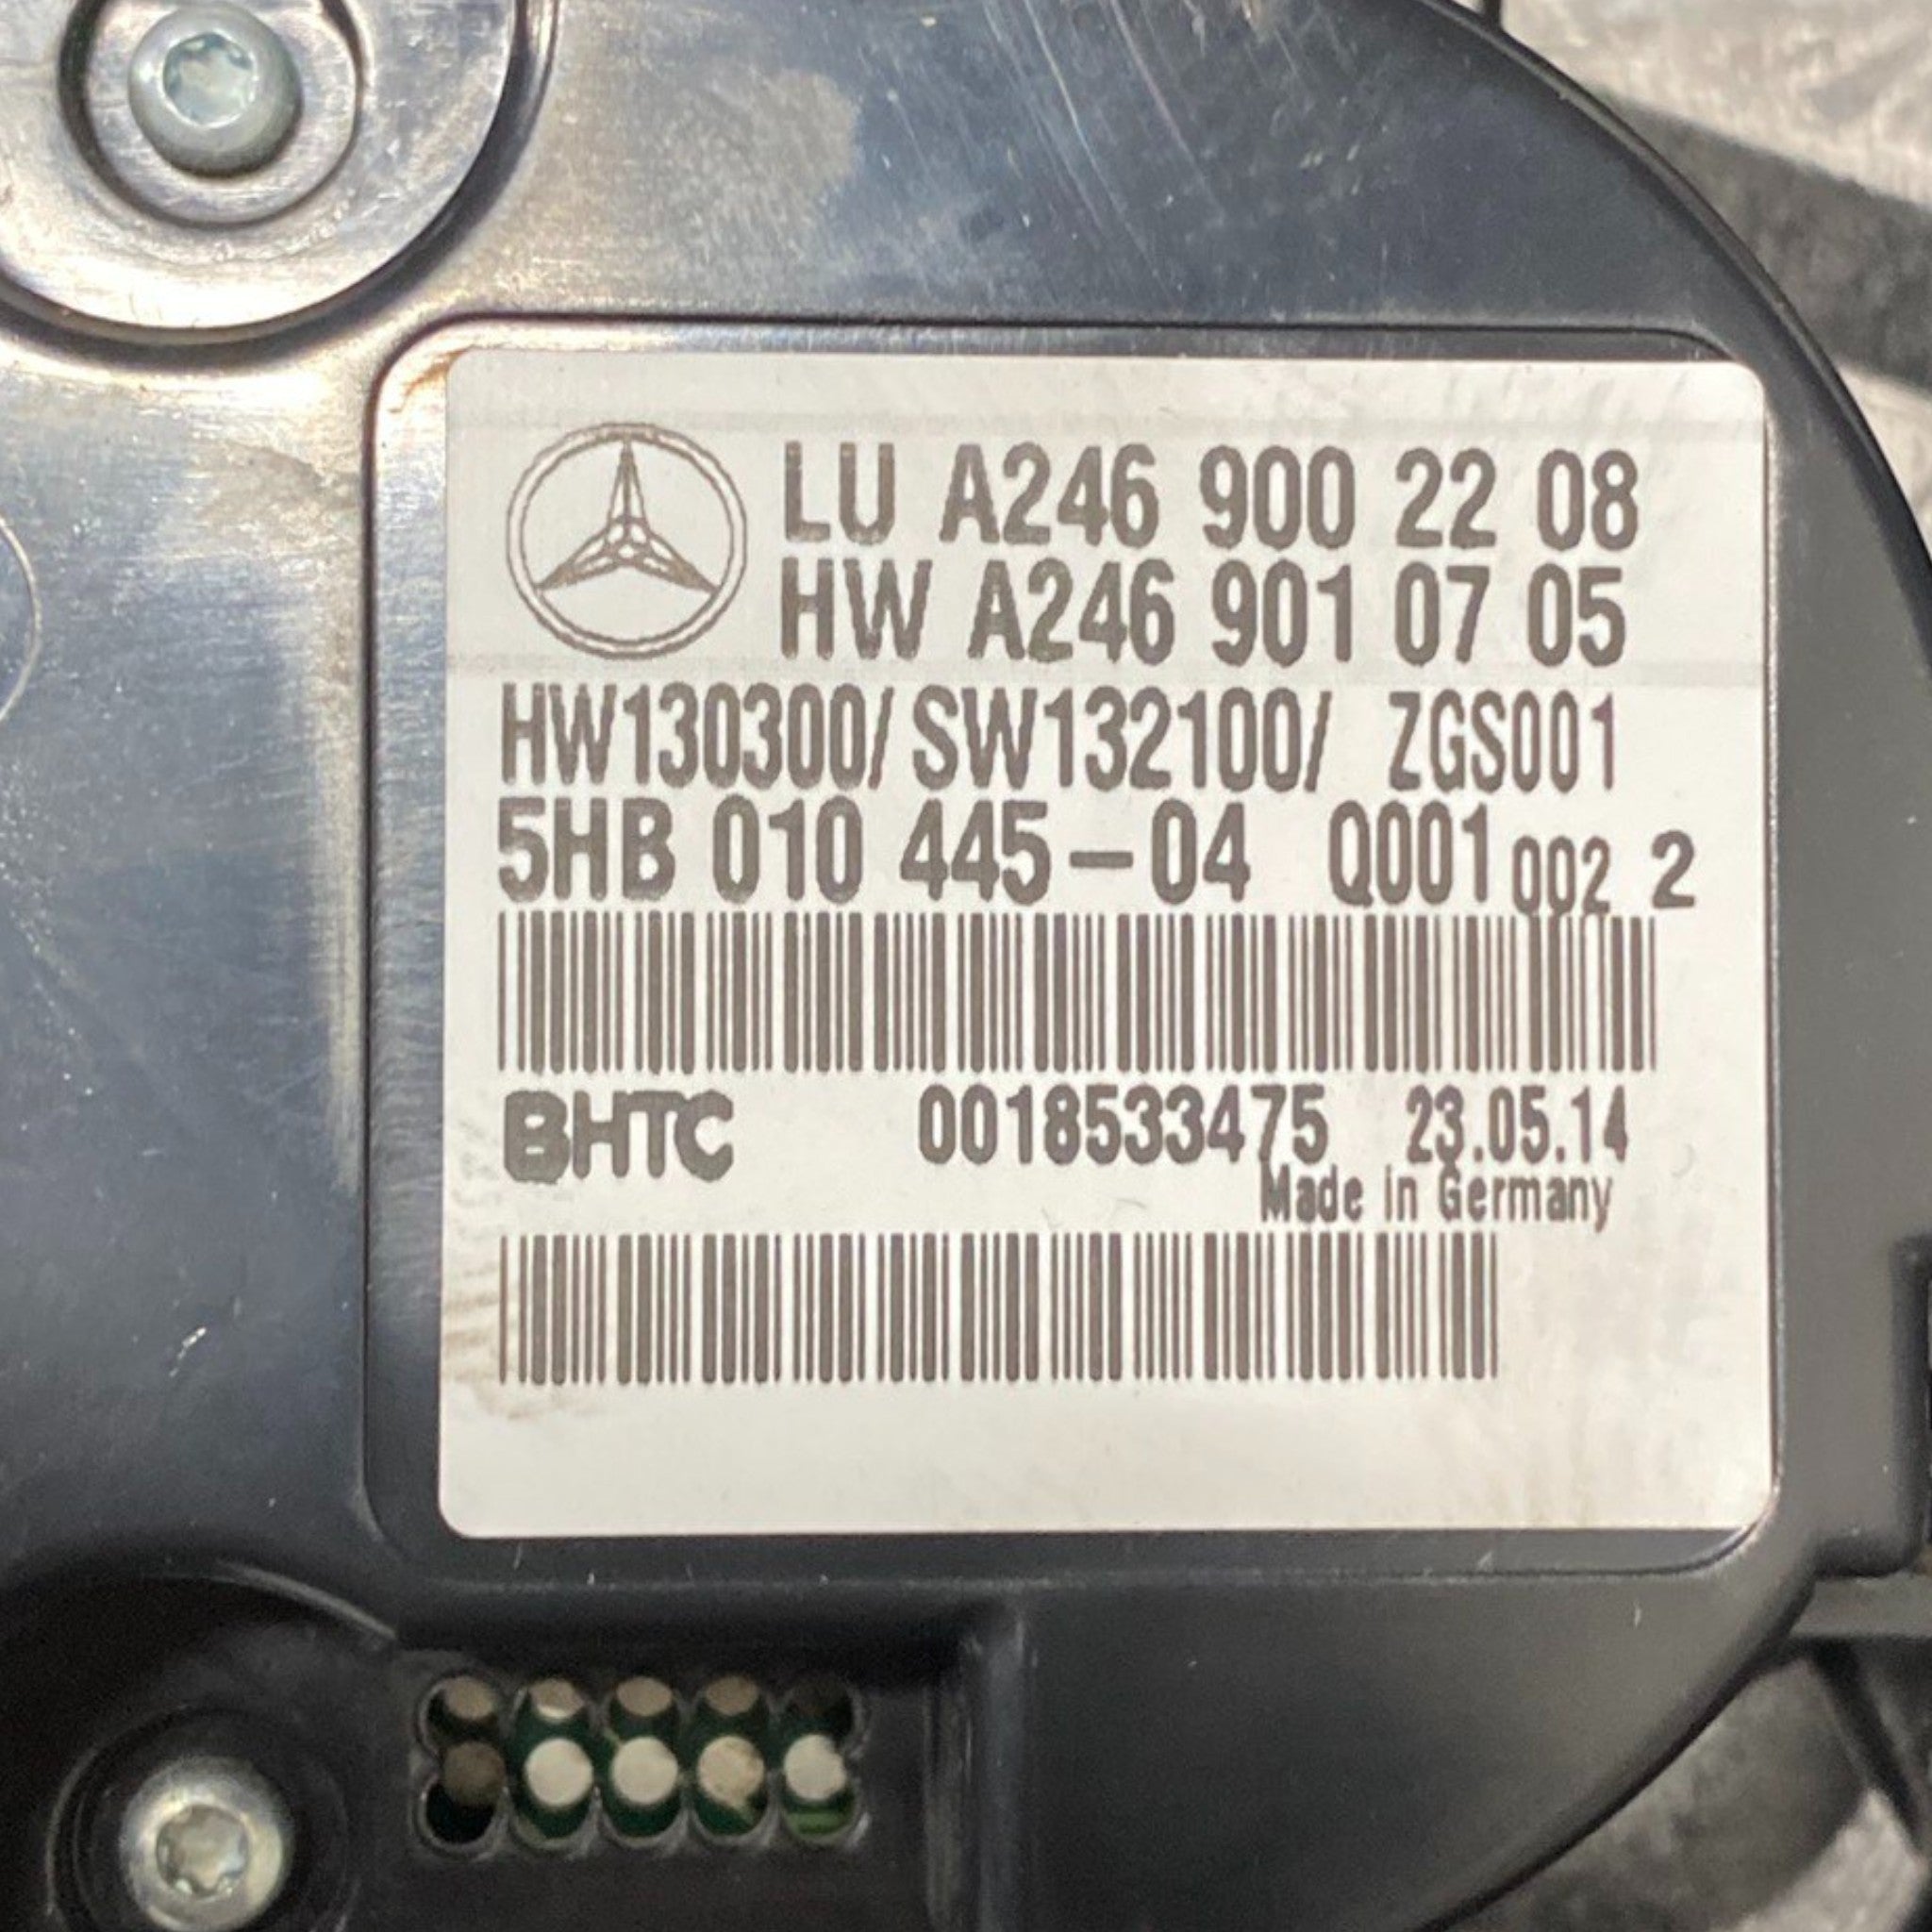 LU A246 900 22 08
HW A246 901 07 05
HW130300/ SW132100/ ZGS001
5HB 010 445-04 Q001 002 2
BHTC 0018533475 23.05.14
Made in Germany